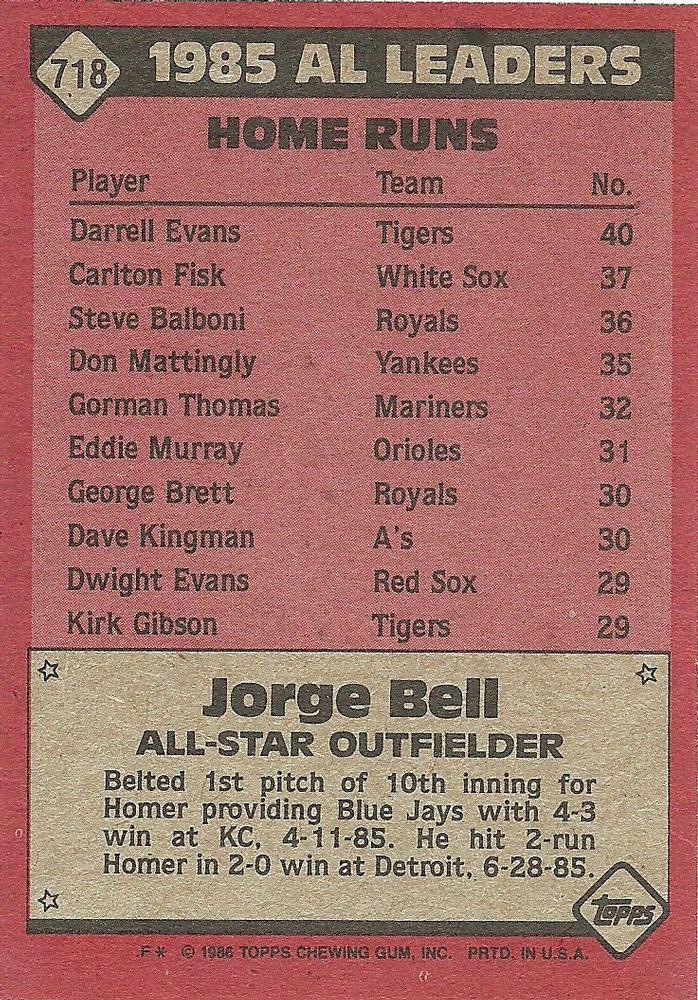 718 1985 AL LEADERS
HOME RUNS
Player Team No.
Darrell Evans Tigers 40
Carlton Fisk White Sox 37
Steve Balboni Royals 36
Don Mattingly Yankees 35
Gorman Thomas Mariners 32
Eddie Murray Orioles 31
George Brett Royals 30
Dave Kingman A's 30
Dwight Evans Red Sox 29
Kirk Gibson Tigers 29
Jorge Bell
ALL-STAR OUTFIELDER
Belted 1st pitch of 10th inning for
Homer providing Blue Jays with 4-3
win at KC, 4-11-85. He hit 2-run
Homer in 2-0 win at Detroit, 6-28-85.
TOPPS
F* © 1986 TOPPS CHEWING GUM, INC. PRTD. IN U.S.A.